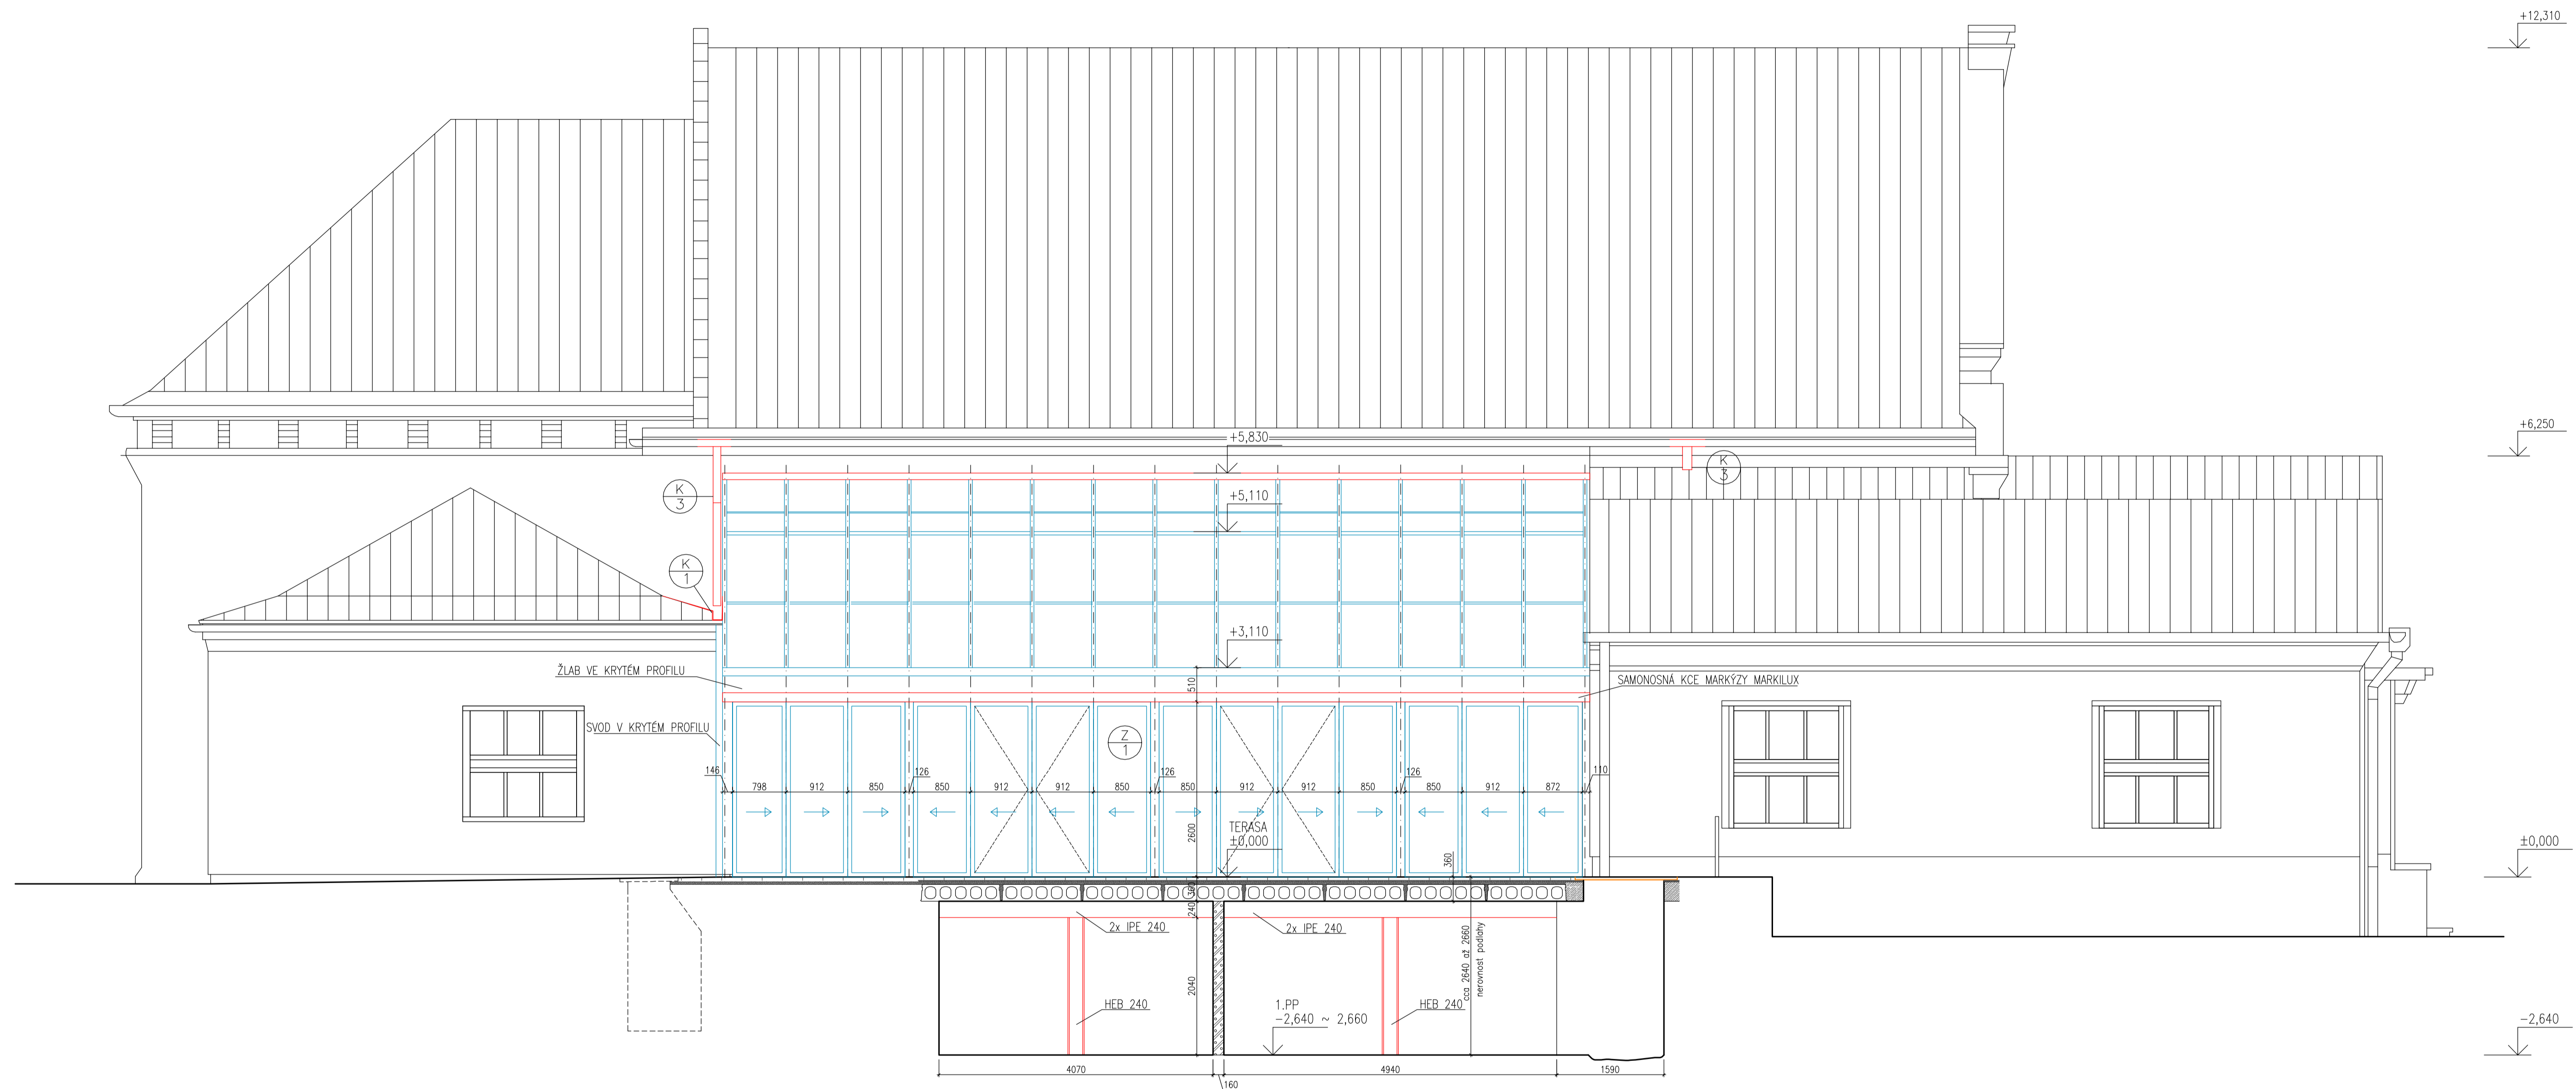 +12,310
+6,250
+5,830
K
3
K
3
+5,110
K
1
+3,110
ŽLAB VE KRYTÉM PROFILU
510
SAMONOSNÁ KCE MARKÝZY MARKILUX
SVOD V KRYTÉM PROFILU
Z
1
146
126
126
126
110
798
912
850
850
912
912
850
850
912
912
850
850
912
872
2600
TERASA
±0,000
±0,000
360
360
240
2x IPE 240
2x IPE 240
cca 2640 až 2660
nerovnost podlahy
2040
HEB 240
1.PP
-2,640 ~ 2,660
HEB 240
-2,640
4070
160
4940
1590